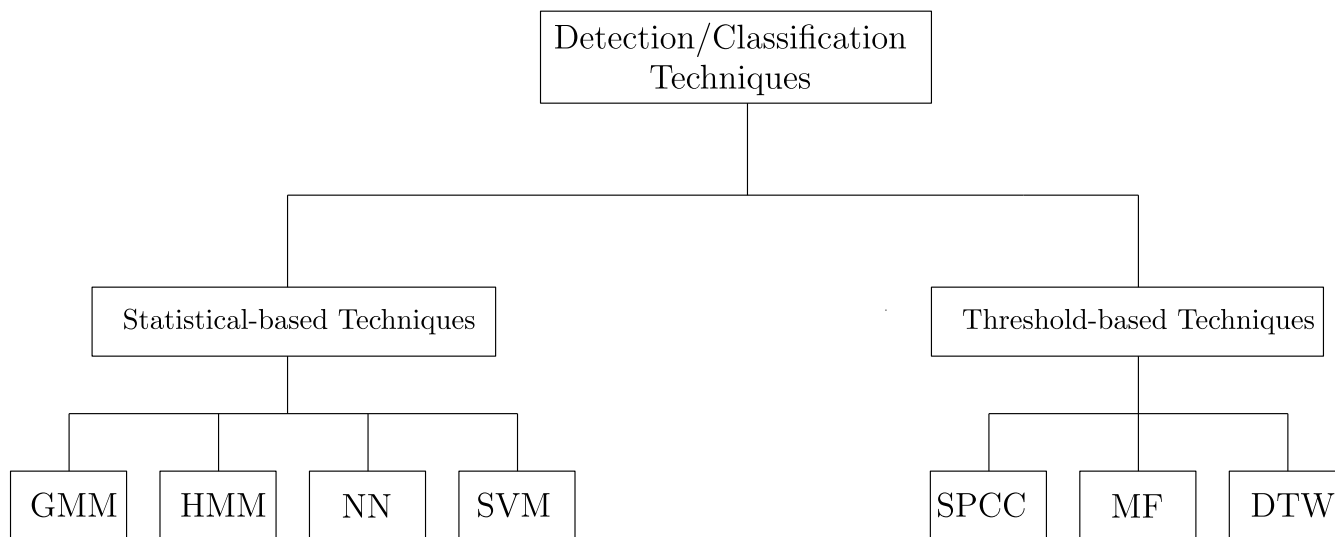 Detection/Classification
Techniques
Statistical-based Techniques
Threshold-based Techniques
GMM
HMM
NN
SVM
SPCC
MF
DTW